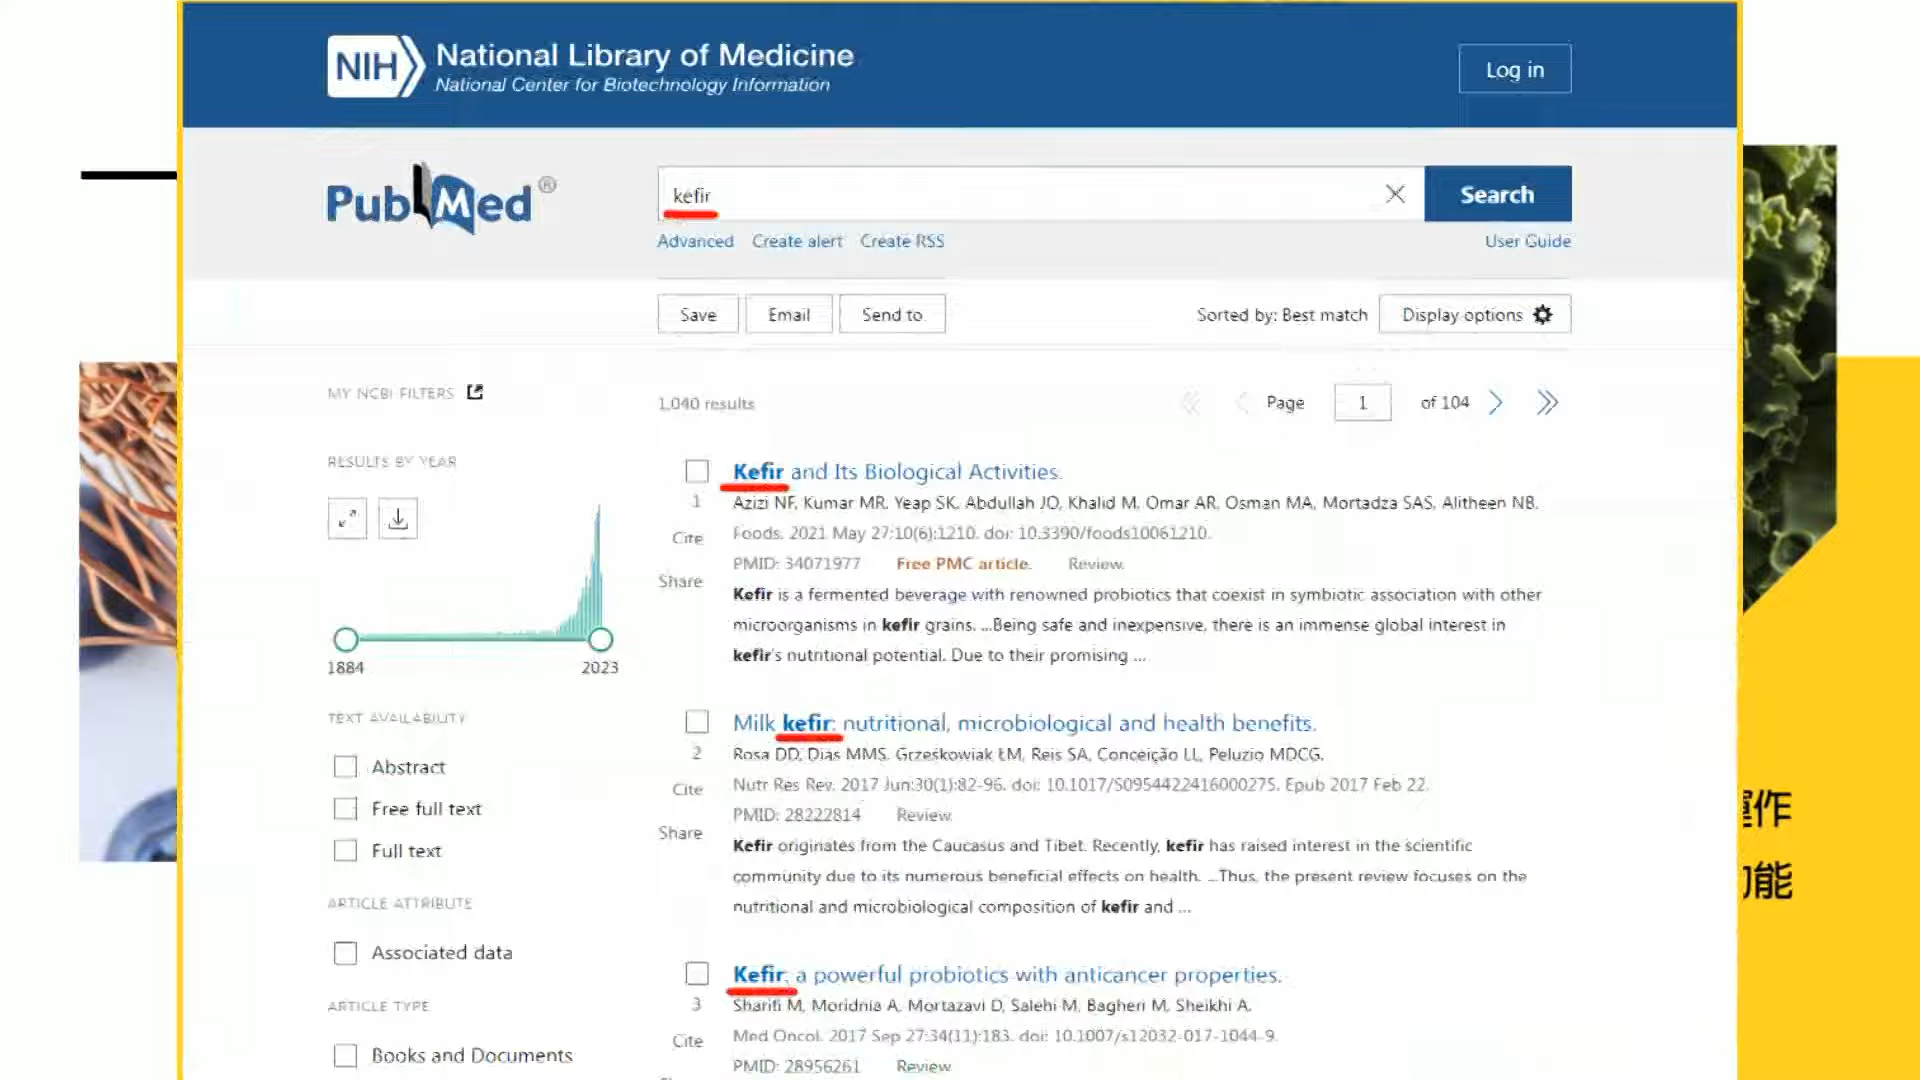 NIH National Library of Medicine
National Center for Biotechnology Information
Log in
PubMed®
kefir
Search
Advanced Create alert Create RSS
User Guide
Save Email Send to
Sorted by: Best match Display options
MY NCBI FILTERS
1,040 results
Page 1 of 104
RESULTS BY YEAR
1884 2023
TEXT AVAILABILITY
Abstract
Free full text
Full text
ARTICLE ATTRIBUTE
Associated data
ARTICLE TYPE
Books and Documents
Kefir and Its Biological Activities.
1
Azizi NF, Kumar MR, Yeap SK, Abdullah JO, Khalid M, Omar AR, Osman MA, Mortadza SAS, Alitheen NB.
Cite
Foods. 2021 May 27;10(6):1210. doi: 10.3390/foods10061210.
PMID: 34071977 Free PMC article. Review.
Share
Kefir is a fermented beverage with renowned probiotics that coexist in symbiotic association with other
microorganisms in kefir grains. ...Being safe and inexpensive, there is an immense global interest in
kefir's nutritional potential. Due to their promising ...
Milk kefir: nutritional, microbiological and health benefits.
2
Rosa DD, Dias MMS, Grześkowiak ŁM, Reis SA, Conceição LL, Peluzio MDCG.
Cite
Nutr Res Rev. 2017 Jun;30(1):82-96. doi: 10.1017/S0954422416000275. Epub 2017 Feb 22.
PMID: 28222814 Review.
Share
Kefir originates from the Caucasus and Tibet. Recently, kefir has raised interest in the scientific
community due to its numerous beneficial effects on health. ...Thus, the present review focuses on the
nutritional and microbiological composition of kefir and ...
Kefir: a powerful probiotics with anticancer properties.
3
Sharifi M, Moridnia A, Mortazavi D, Salehi M, Bagheri M, Sheikhi A.
Cite
Med Oncol. 2017 Sep 27;34(11):183. doi: 10.1007/s12032-017-1044-9.
PMID: 28956261 Review.
作
能